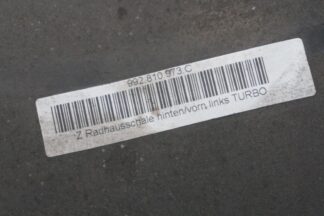 992.810.973.C
Z Radhausschale hinten/vorn, links TURBO